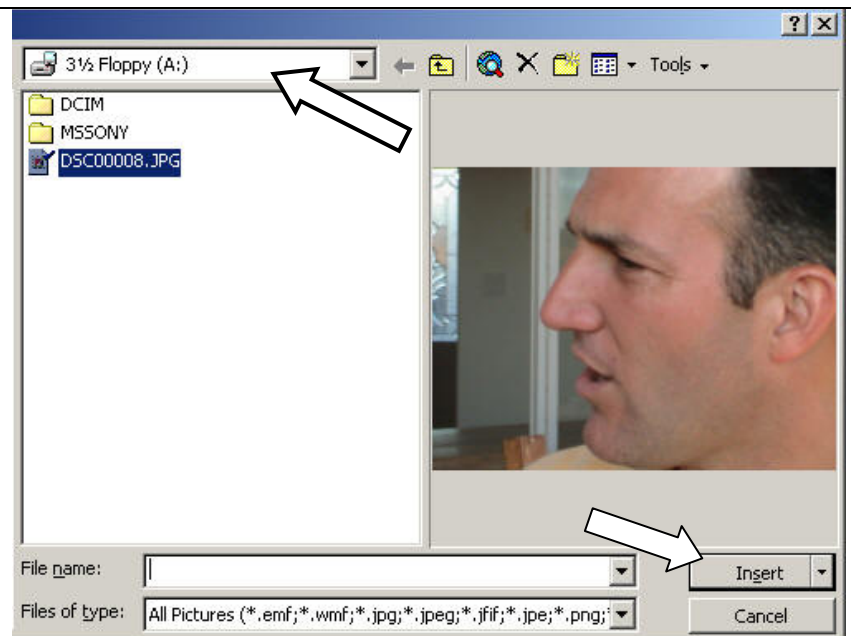 3½ Floppy (A:)
Tools
DCIM
MSSONY
DSC00008.JPG
File name:
Insert
Files of type:
All Pictures (*.emf;*.wmf;*.jpg;*.jpeg;*.jfif;*.jpe;*.png;
Cancel